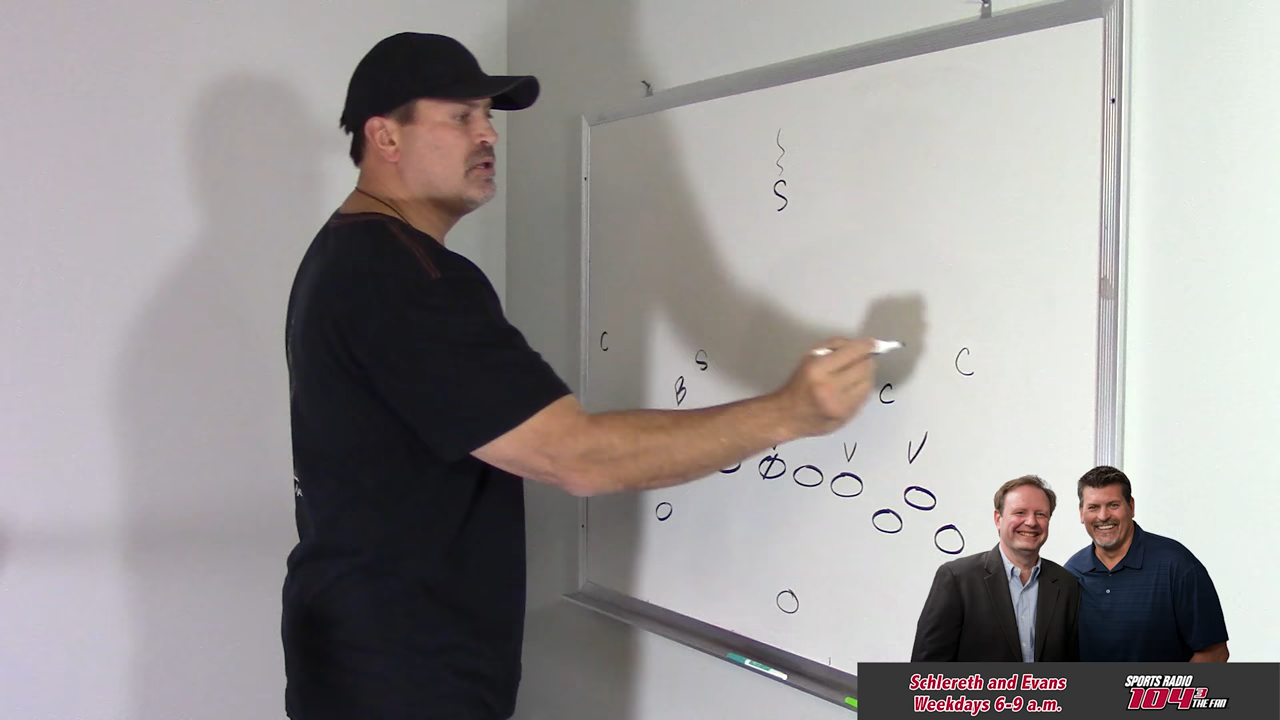 S
C
S
C
B
C
V
V
Schlereth and Evans
Weekdays 6-9 a.m.
SPORTS RADIO
104.3
THE FAN